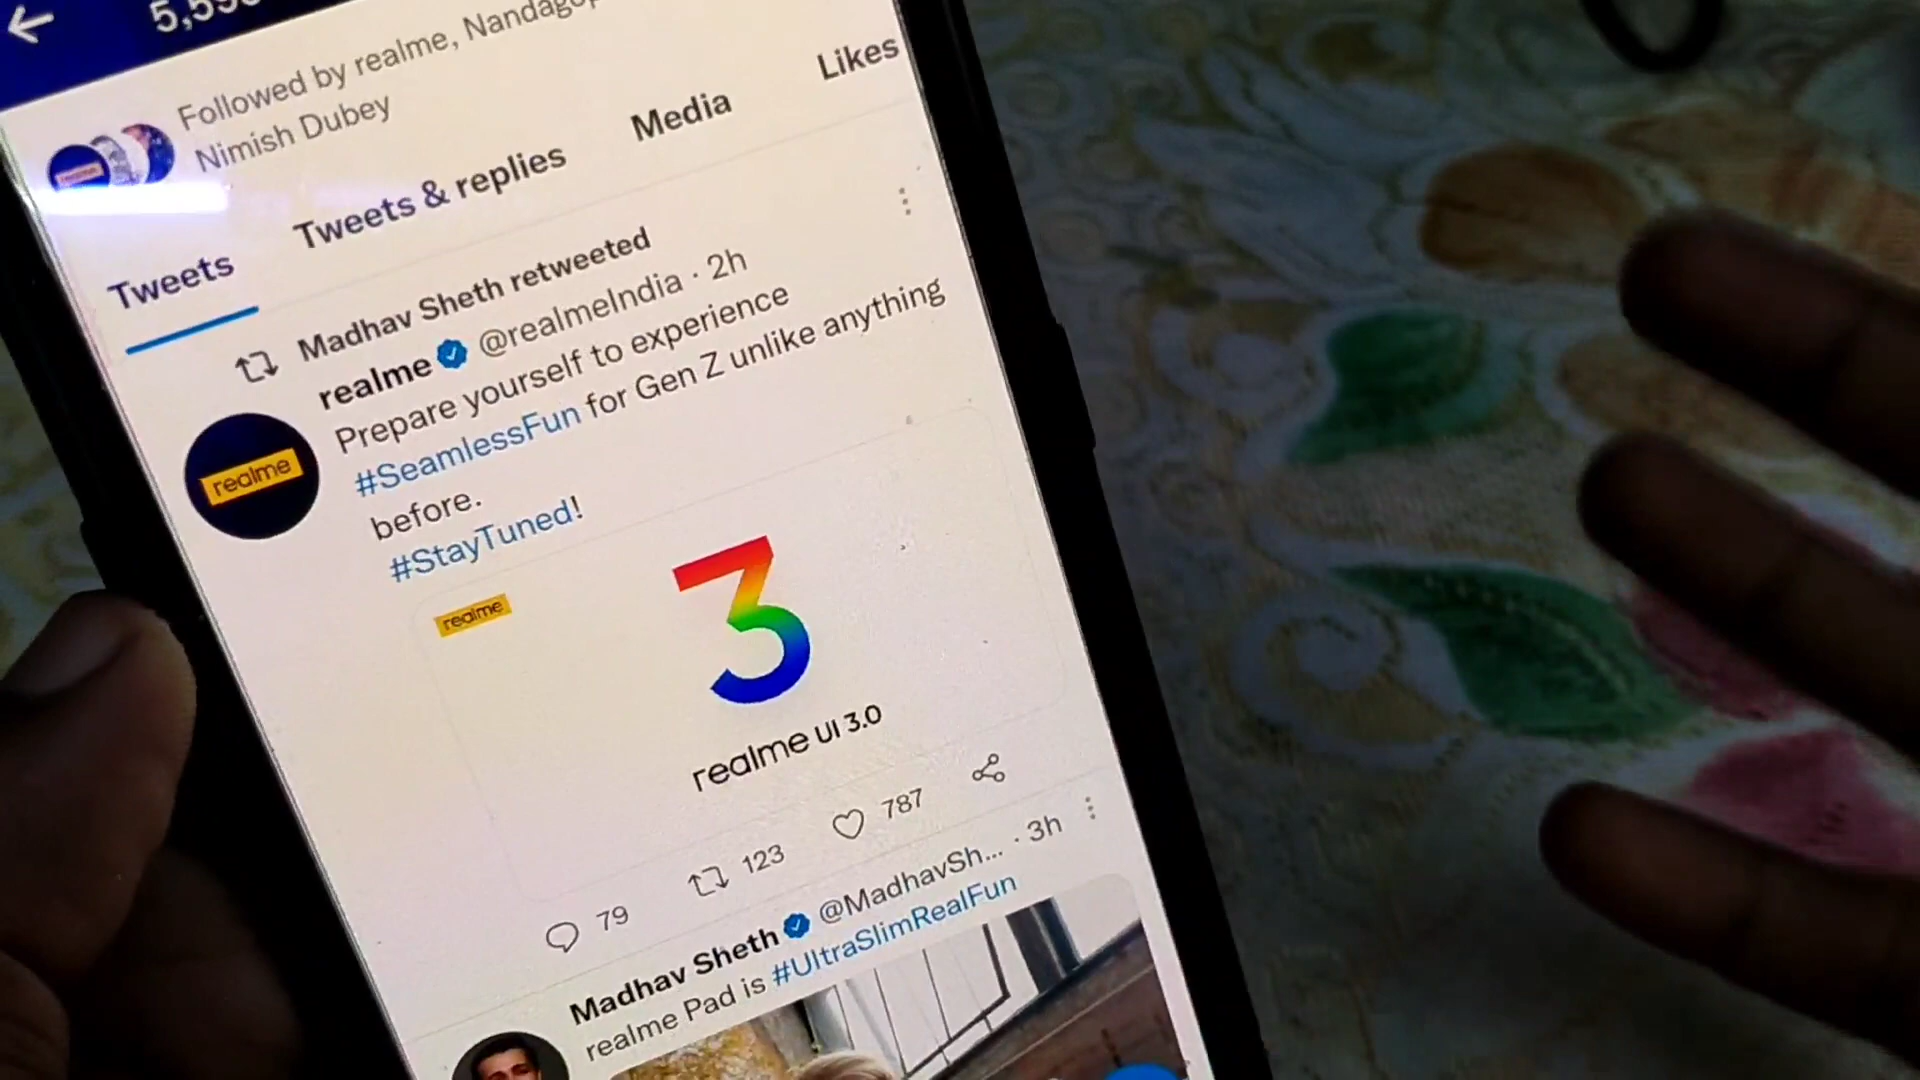 Followed by realme,
Nimish Dubey
Tweets
Tweets & replies
Media
Likes
Madhav Sheth retweeted
realme @realmeIndia · 2h
Prepare yourself to experience
#SeamlessFun for Gen Z unlike anything
before.
#StayTuned!
realme
realme
3
realme UI 3.0
79
123
787
Madhav Sheth @MadhavSh... · 3h
realme Pad is #UltraSlimRealFun